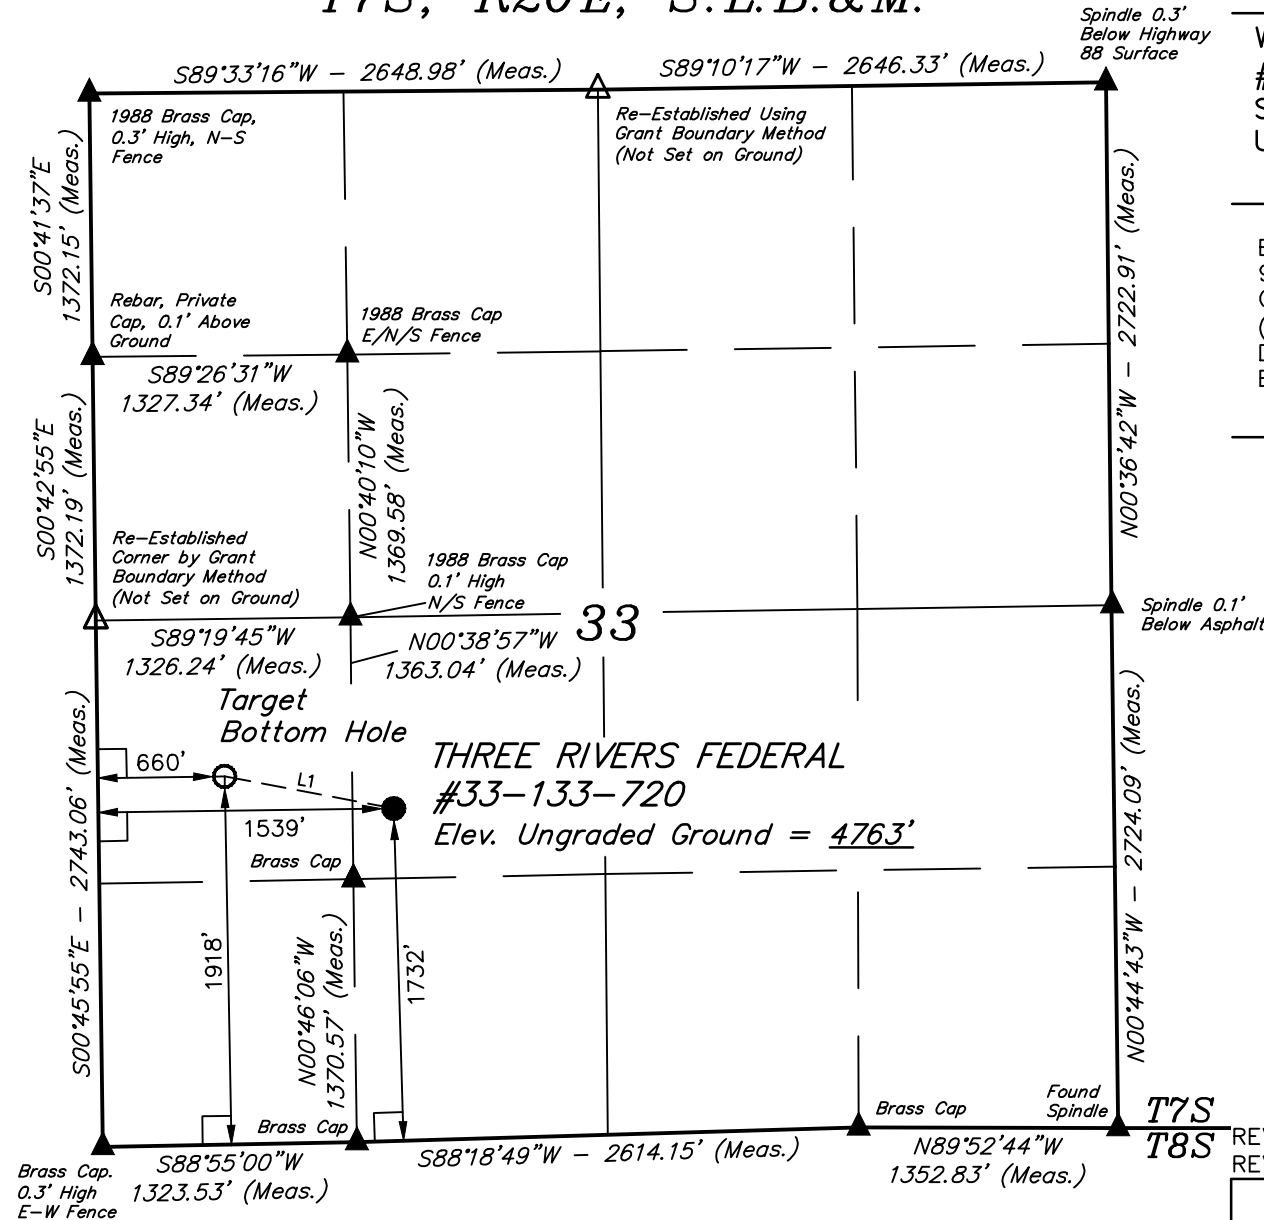 T7S, R20E, S.L.B.&M.
Spindle 0.3'
Below Highway
88 Surface
S89°33'16"W - 2648.98' (Meas.)
S89°10'17"W - 2646.33' (Meas.)
1988 Brass Cap,
0.3' High, N-S
Fence
Re-Established Using
Grant Boundary Method
(Not Set on Ground)
S00°41'37"E
1372.15' (Meas.)
N00°36'42"W - 2722.91' (Meas.)
Rebar, Private
Cap, 0.1' Above
Ground
1988 Brass Cap
E/N/S Fence
S89°26'31"W
1327.34' (Meas.)
S00°42'55"E
1372.19' (Meas.)
N00°40'10"W
1369.58' (Meas.)
Re-Established
Corner by Grant
Boundary Method
(Not Set on Ground)
1988 Brass Cap
0.1' High
N/S Fence
33
Spindle 0.1'
Below Asphalt
S89°19'45"W
1326.24' (Meas.)
N00°38'57"W
1363.04' (Meas.)
Target
Bottom Hole
660'
L1
THREE RIVERS FEDERAL
#33-133-720
Elev. Ungraded Ground = 4763'
1539'
Brass Cap
S00°45'55"E - 2743.06' (Meas.)
1918'
N00°46'06"W
1370.57' (Meas.)
1732'
N00°44'43"W - 2724.09' (Meas.)
Brass Cap
Brass Cap
Found
Spindle
T7S
T8S
Brass Cap.
0.3' High
E-W Fence
S88°55'00"W
1323.53' (Meas.)
S88°18'49"W - 2614.15' (Meas.)
N89°52'44"W
1352.83' (Meas.)